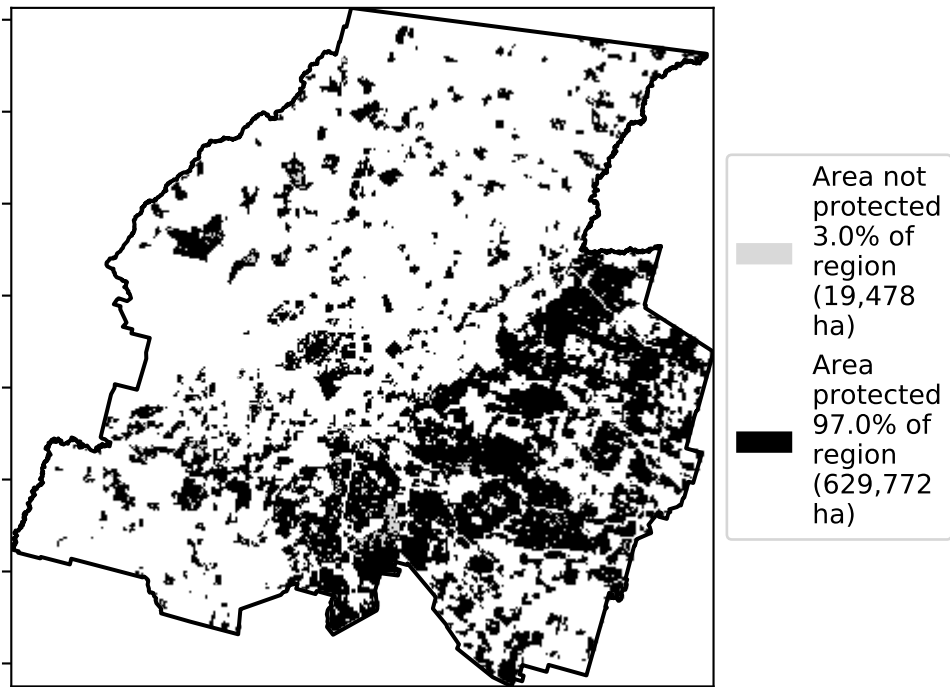 Area not
protected
3.0% of
region
(19,478
ha)
Area
protected
97.0% of
region
(629,772
ha)